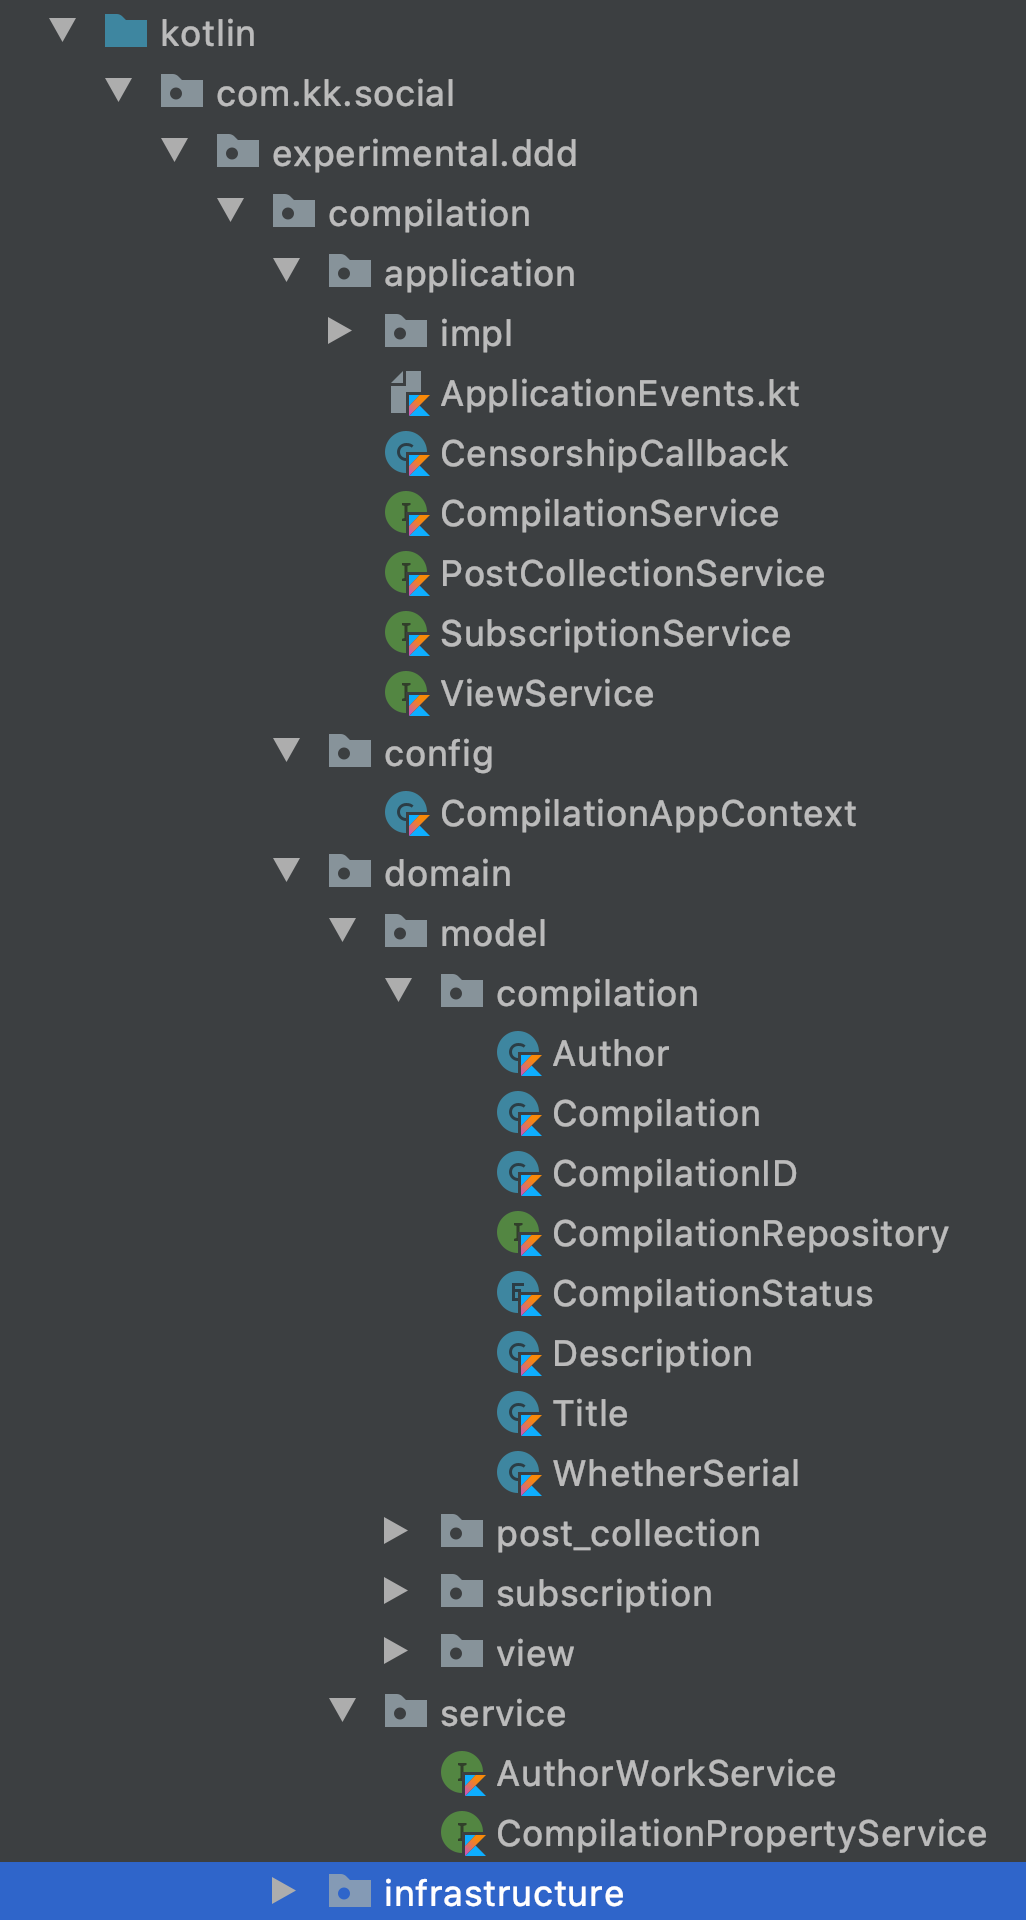 kotlin
com.kk.social
experimental.ddd
compilation
application
impl
ApplicationEvents.kt
CensorshipCallback
CompilationService
PostCollectionService
SubscriptionService
ViewService
config
CompilationAppContext
domain
model
compilation
Author
Compilation
CompilationID
CompilationRepository
CompilationStatus
Description
Title
WhetherSerial
post_collection
subscription
view
service
AuthorWorkService
CompilationPropertyService
infrastructure